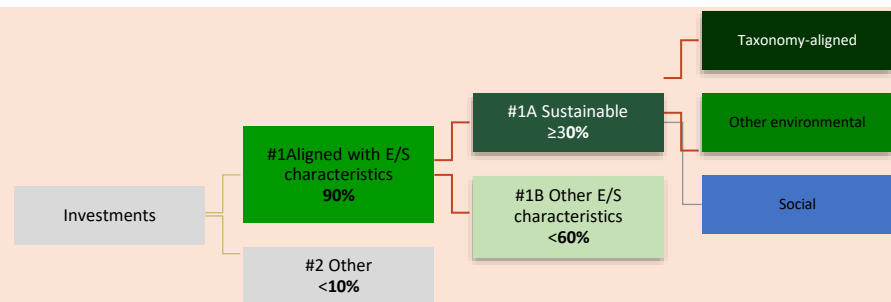 Taxonomy-aligned
#1A Sustainable
≥30%
Other environmental
#1Aligned with E/S
characteristics
90%
#1B Other E/S
characteristics
<60%
Social
Investments
#2 Other
<10%